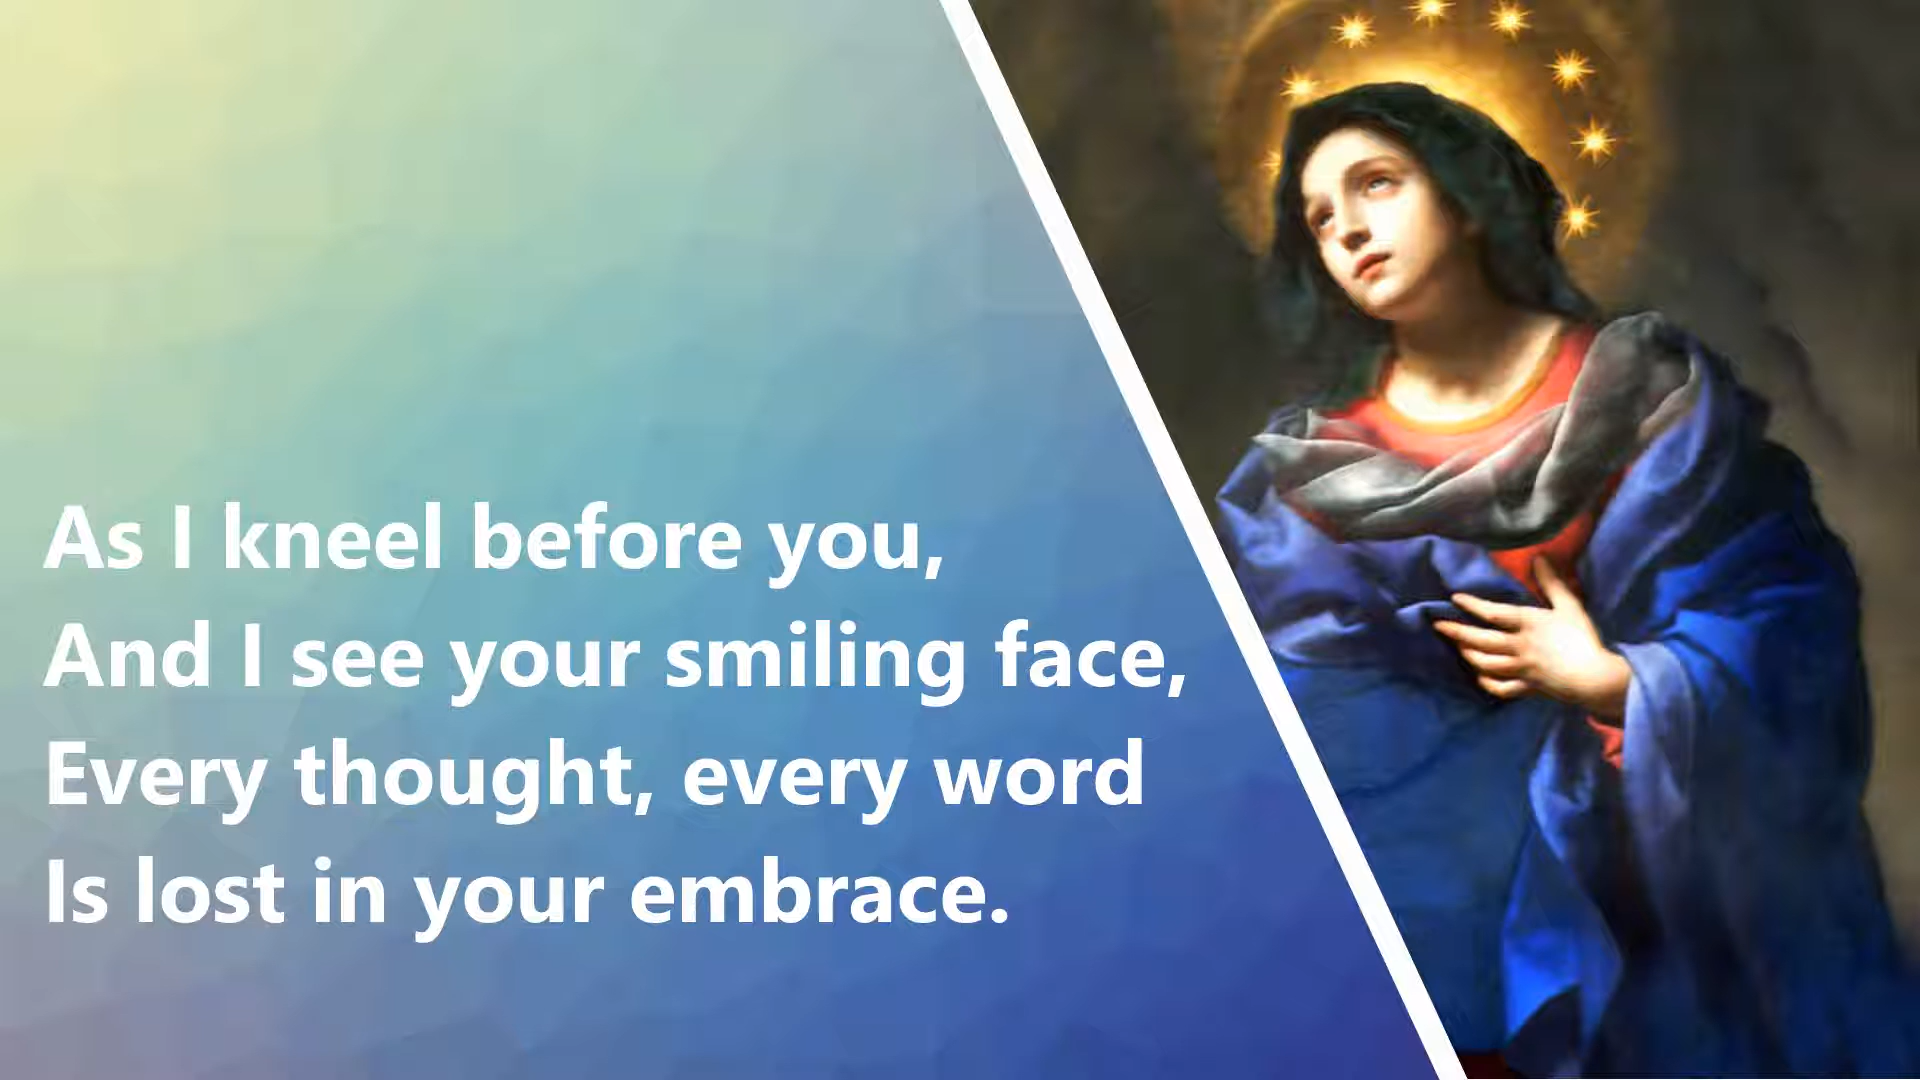 As I kneel before you,
And I see your smiling face,
Every thought, every word
Is lost in your embrace.